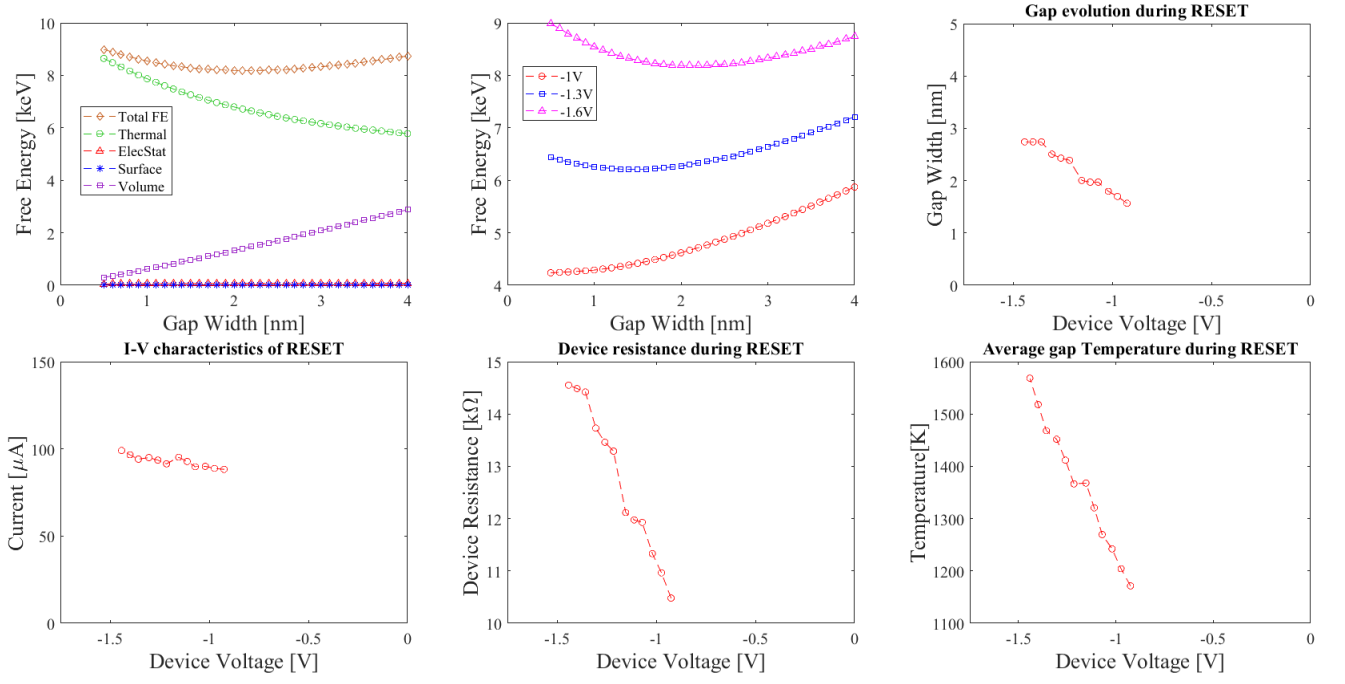 10
8
6
4
2
0
Free Energy [keV]
Total FE
Thermal
ElecStat
Surface
Volume
0 1 2 3 4
Gap Width [nm]
9
8
7
6
5
4
Free Energy [keV]
-1V
-1.3V
-1.6V
0 1 2 3 4
Gap Width [nm]
Gap evolution during RESET
5
4
3
2
1
0
Gap Width [nm]
-1.5 -1 -0.5 0
Device Voltage [V]
I-V characteristics of RESET
150
100
50
0
Current [μA]
-1.5 -1 -0.5 0
Device Voltage [V]
Device resistance during RESET
15
14
13
12
11
10
Device Resistance [kΩ]
-1.5 -1 -0.5 0
Device Voltage [V]
Average gap Temperature during RESET
1600
1500
1400
1300
1200
1100
Temperature[K]
-1.5 -1 -0.5 0
Device Voltage [V]